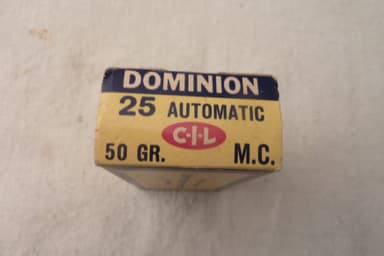 DOMINION
25 AUTOMATIC
C-I-L
50 GR. M.C.